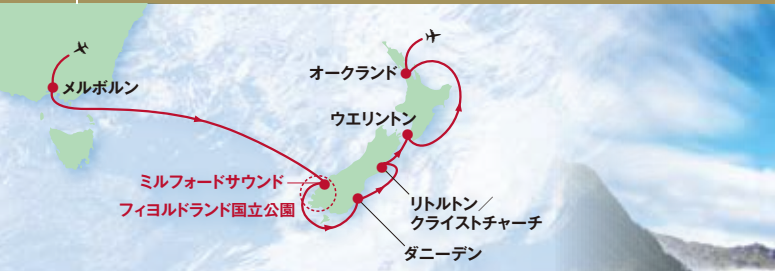 オークランド
メルボルン
ウエリントン
ミルフォードサウンド
フィヨルドランド国立公園
リトルトン／
クライストチャーチ
ダニーデン